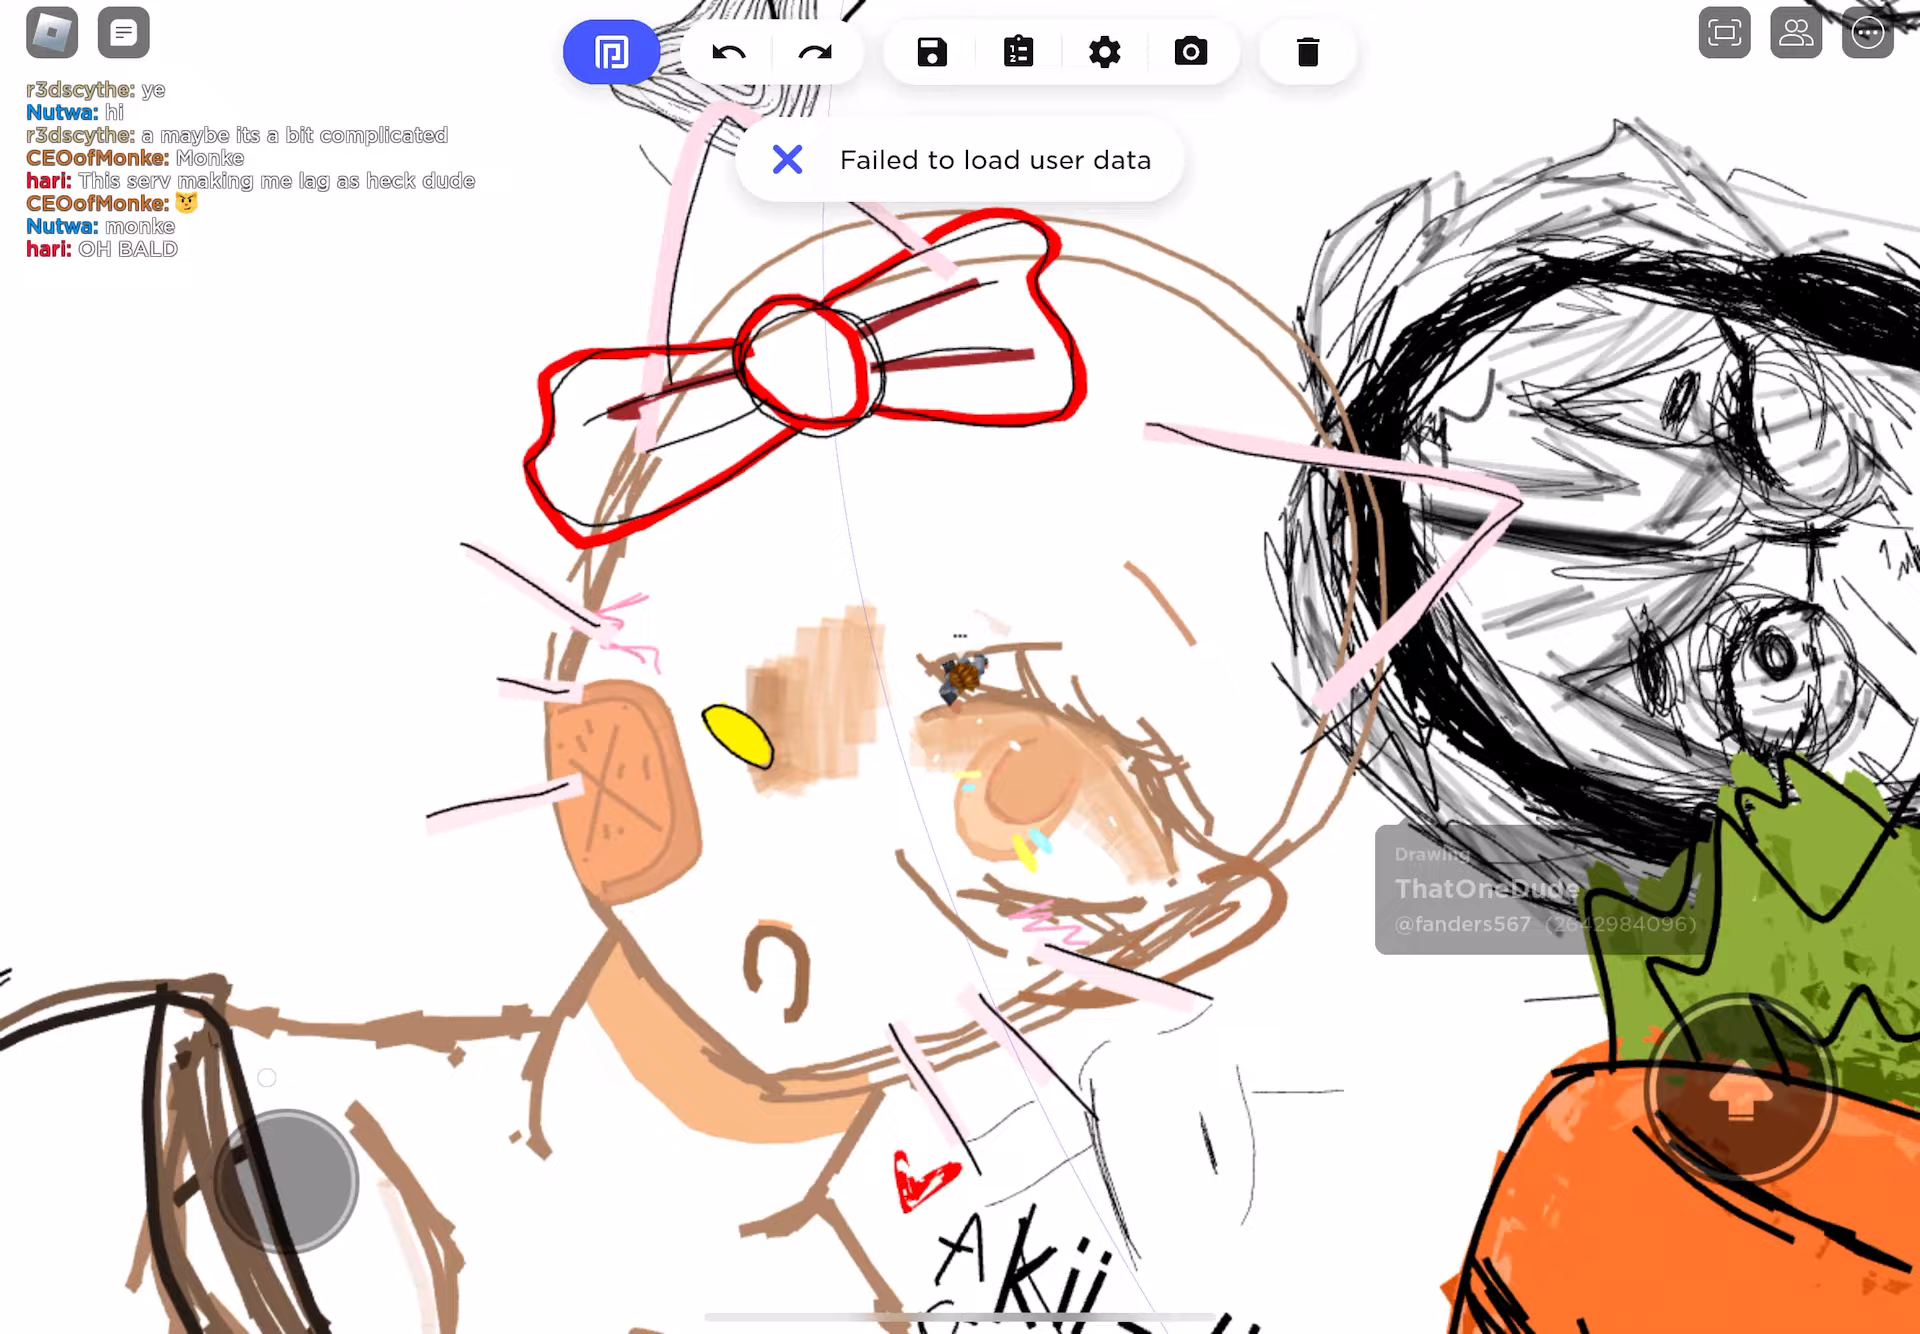 r3dscythe: ye
Nutwa: hi
r3dscythe: a maybe its a bit complicated
CEOofMonke: Monke
hari: This serv making me lag as heck dude
CEOofMonke: 😼
Nutwa: monke
hari: OH BALD
Failed to load user data
...
Drawing
ThatOneDude
@fanders567 (2642984096)
Akii